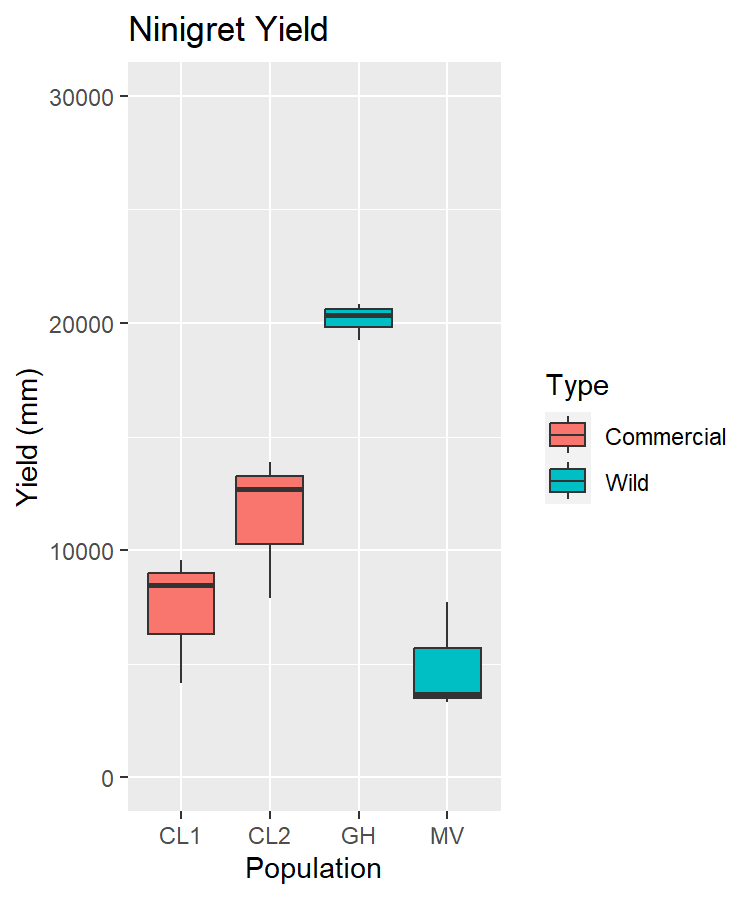 Ninigret Yield
30000
20000
10000
0
Yield (mm)
CL1 CL2 GH MV
Population
Type
Commercial
Wild